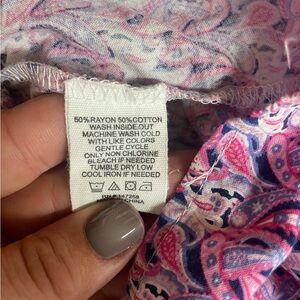 50%RAYON 50%COTTON
WASH INSIDE OUT
MACHINE WASH COLD
WITH LIKE COLORS
GENTLE CYCLE
ONLY NON CHLORINE
BLEACH IF NEEDED
TUMBLE DRY LOW
COOL IRON IF NEEDED
CHINA